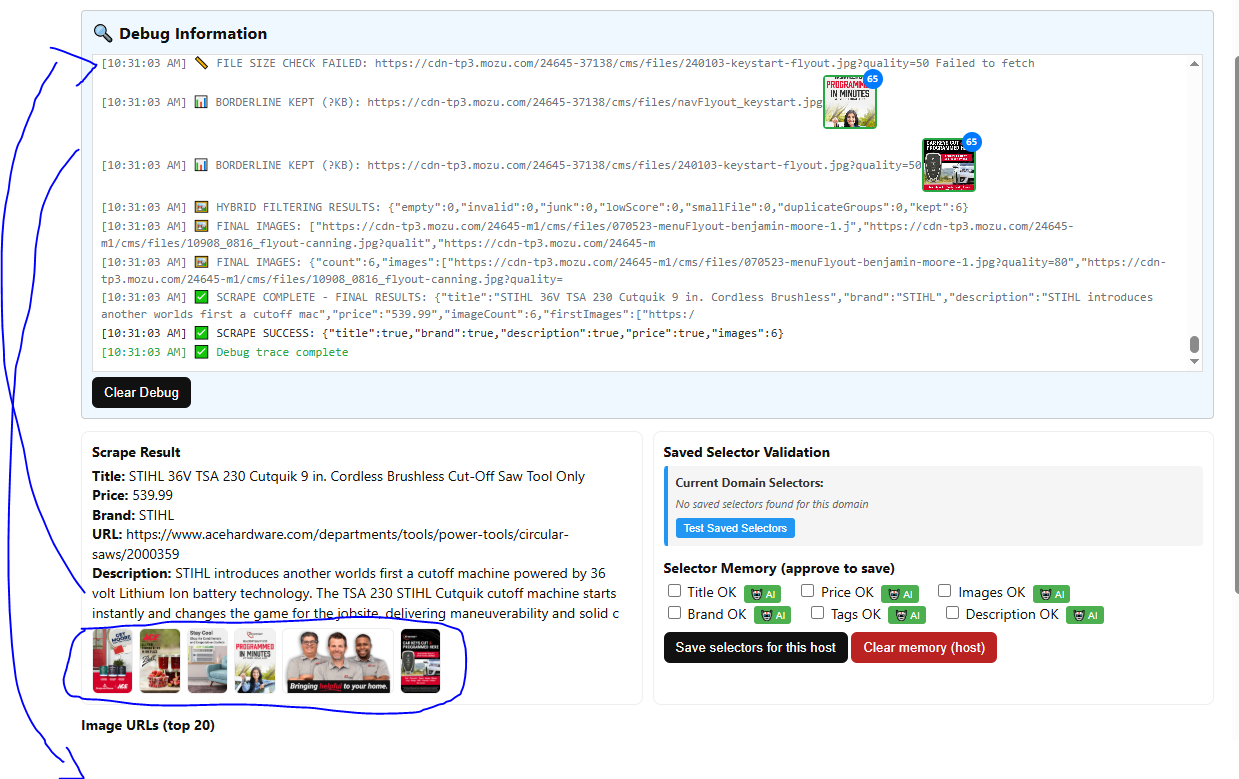 Debug Information
[10:31:03 AM] FILE SIZE CHECK FAILED: https://cdn-tp3.mozu.com/24645-37138/cms/files/240103-keystart-flyout.jpg?quality=50 Failed to fetch
65
PROGRAMMED
IN MINUTES
[10:31:03 AM] BORDERLINE KEPT (?KB): https://cdn-tp3.mozu.com/24645-37138/cms/files/navFlyout_keystart.jpg
65
CAR KEYS CUT &
PROGRAMMED HERE
[10:31:03 AM] BORDERLINE KEPT (?KB): https://cdn-tp3.mozu.com/24645-37138/cms/files/240103-keystart-flyout.jpg?quality=50
[10:31:03 AM] HYBRID FILTERING RESULTS: {"empty":0,"invalid":0,"junk":0,"lowScore":0,"smallFile":0,"duplicateGroups":0,"kept":6}
[10:31:03 AM] FINAL IMAGES: ["https://cdn-tp3.mozu.com/24645-m1/cms/files/070523-menuFlyout-benjamin-moore-1.j","https://cdn-tp3.mozu.com/24645-
m1/cms/files/10908_0816_flyout-canning.jpg?qualit","https://cdn-tp3.mozu.com/24645-m
[10:31:03 AM] FINAL IMAGES: {"count":6,"images":["https://cdn-tp3.mozu.com/24645-m1/cms/files/070523-menuFlyout-benjamin-moore-1.jpg?quality=80","https://cdn-
tp3.mozu.com/24645-m1/cms/files/10908_0816_flyout-canning.jpg?quality=
[10:31:03 AM] SCRAPE COMPLETE - FINAL RESULTS: {"title":"STIHL 36V TSA 230 Cutquik 9 in. Cordless Brushless","brand":"STIHL","description":"STIHL introduces
another worlds first a cutoff mac","price":"539.99","imageCount":6,"firstImages":["https:/
[10:31:03 AM] SCRAPE SUCCESS: {"title":true,"brand":true,"description":true,"price":true,"images":6}
[10:31:03 AM] Debug trace complete
Clear Debug
Scrape Result
Title: STIHL 36V TSA 230 Cutquik 9 in. Cordless Brushless Cut-Off Saw Tool Only
Price: 539.99
Brand: STIHL
URL: https://www.acehardware.com/departments/tools/power-tools/circular-
saws/2000359
Description: STIHL introduces another worlds first a cutoff machine powered by 36
volt Lithium Ion battery technology. The TSA 230 STIHL Cutquik cutoff machine starts
instantly and changes the game for the jobsite, delivering maneuverability and solid c
Stay Cool
PROGRAMMED
IN MINUTES
Bringing helpful to your home.
CAR KEYS CUT &
PROGRAMMED HERE
Image URLs (top 20)
Saved Selector Validation
Current Domain Selectors:
No saved selectors found for this domain
Test Saved Selectors
Selector Memory (approve to save)
Title OK AI Price OK AI Images OK AI
Brand OK AI Tags OK AI Description OK AI
Save selectors for this host Clear memory (host)